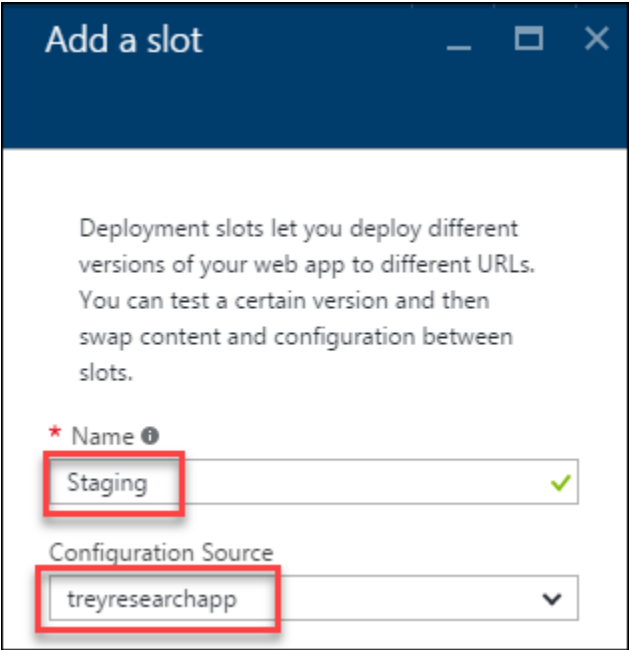 Add a slot
Deployment slots let you deploy different
versions of your web app to different URLs.
You can test a certain version and then
swap content and configuration between
slots.
* Name
Staging
Configuration Source
treyresearchapp